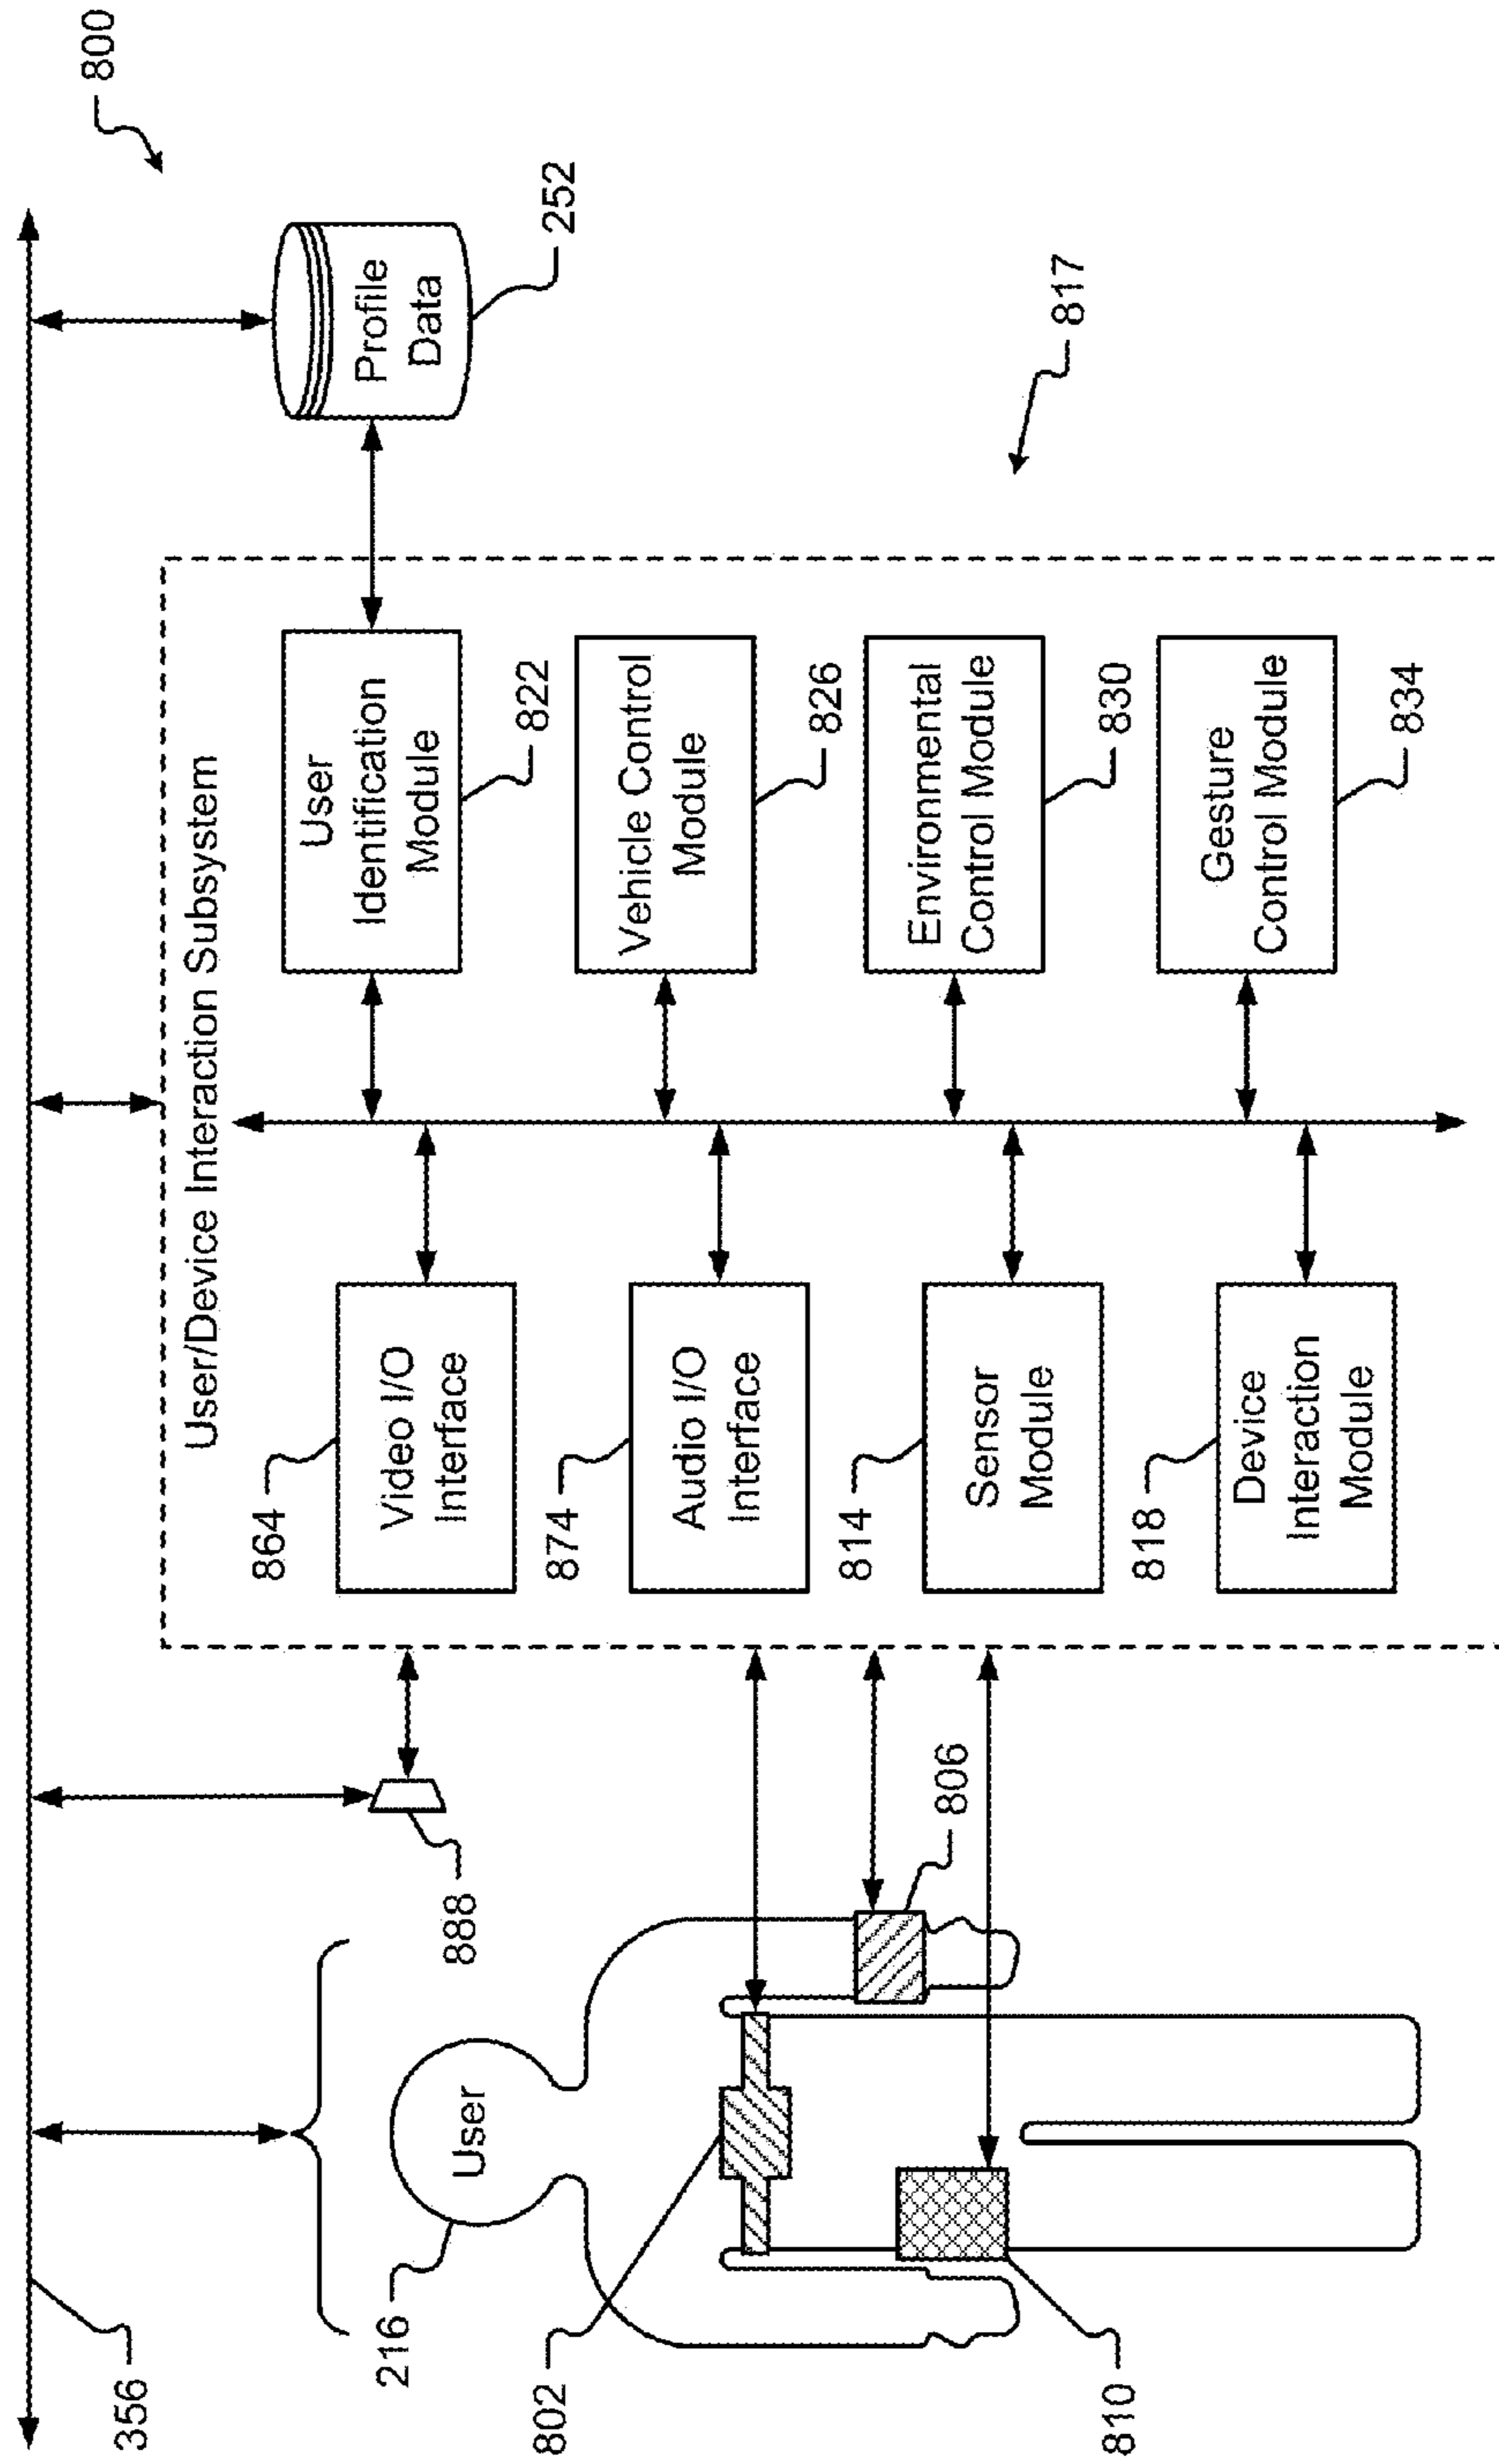 800
356
User/Device Interaction Subsystem
Profile
Data
252
817
216
User
802
810
806
888
864
Video I/O
Interface
874
Audio I/O
Interface
814
Sensor
Module
818
Device
Interaction
Module
User
Identification
Module
822
Vehicle Control
Module
826
Environmental
Control Module
830
Gesture
Control Module
834